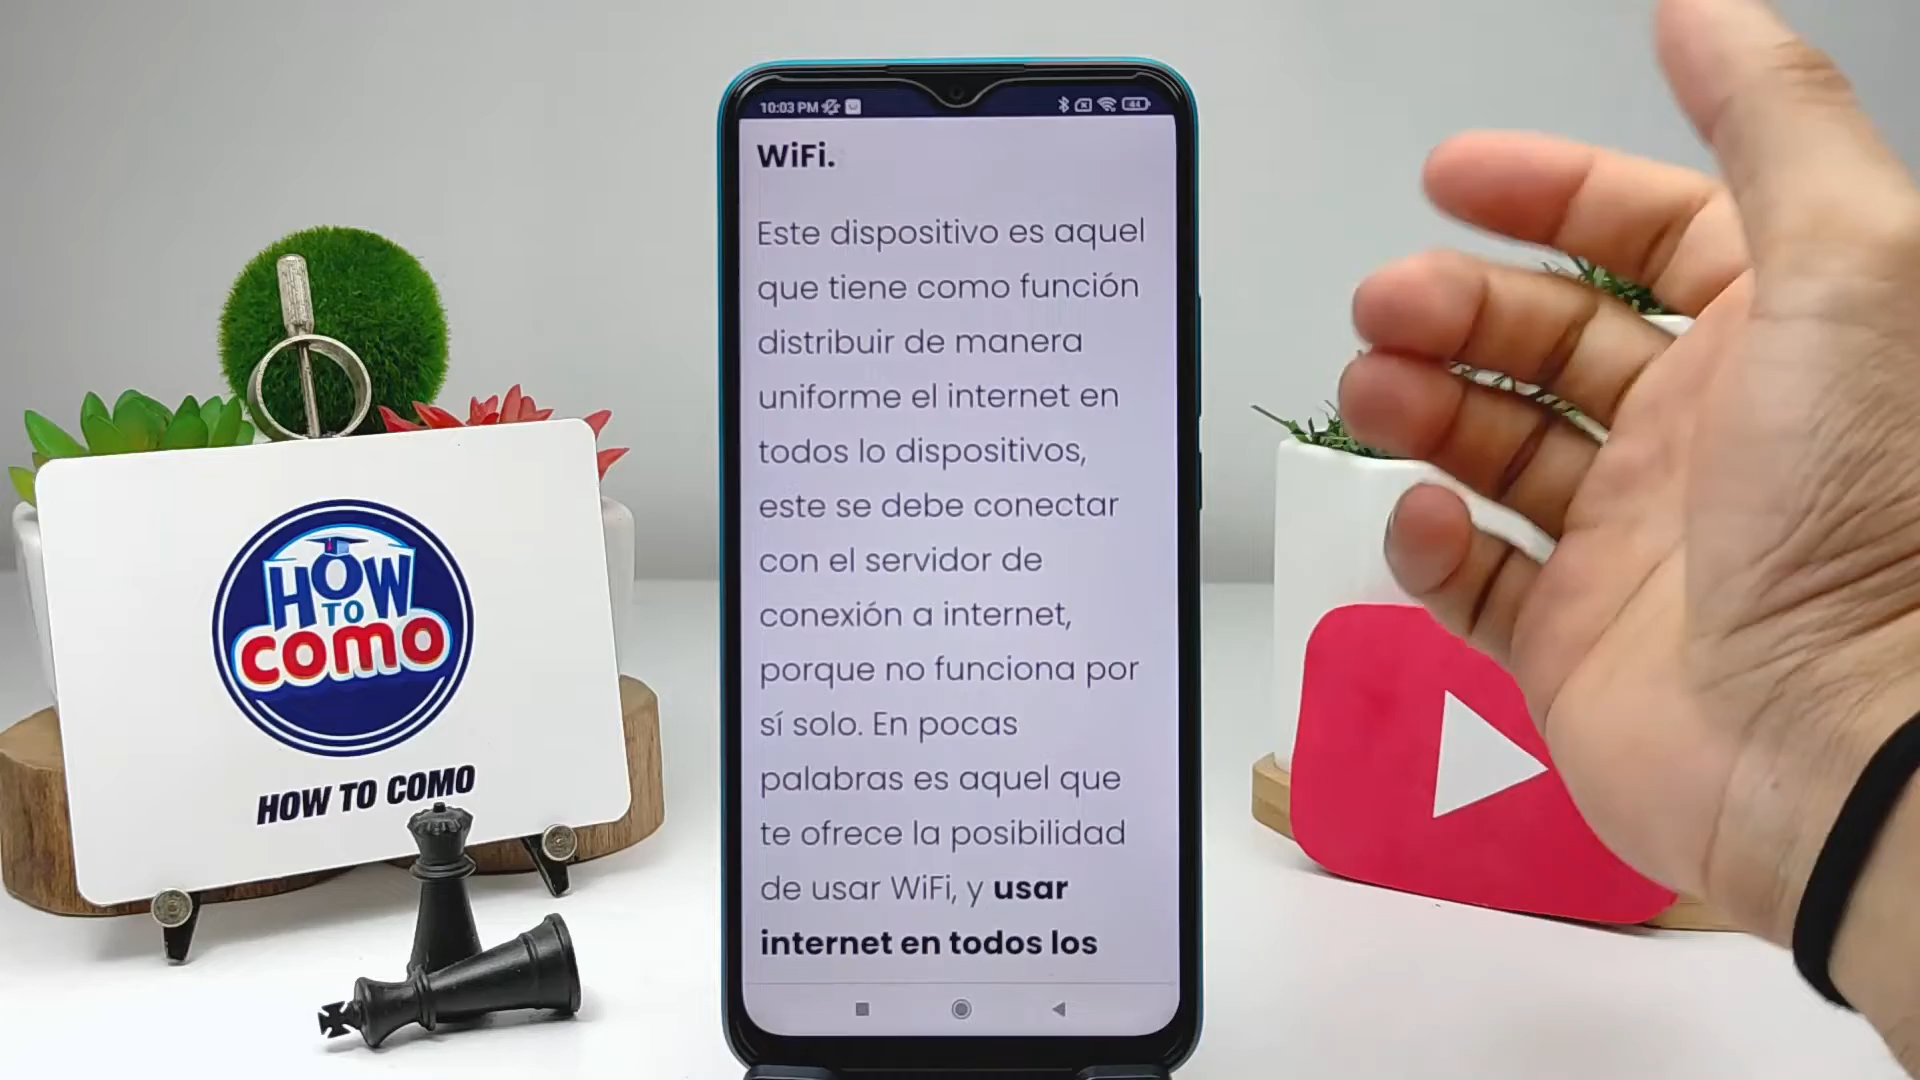 10:03 PM
44
WiFi.
Este dispositivo es aquel
que tiene como función
distribuir de manera
uniforme el internet en
todos lo dispositivos,
este se debe conectar
con el servidor de
conexión a internet,
porque no funciona por
sí solo. En pocas
palabras es aquel que
te ofrece la posibilidad
de usar WiFi, y usar
internet en todos los
HOW
TO
como
HOW TO COMO